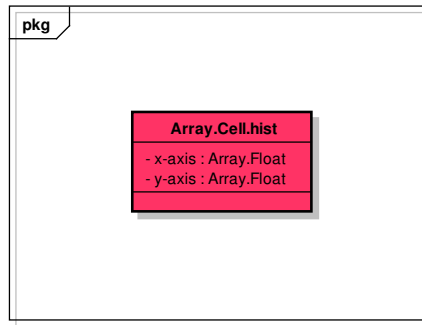 pkg
Array.Cell.hist
- x-axis : Array.Float
- y-axis : Array.Float